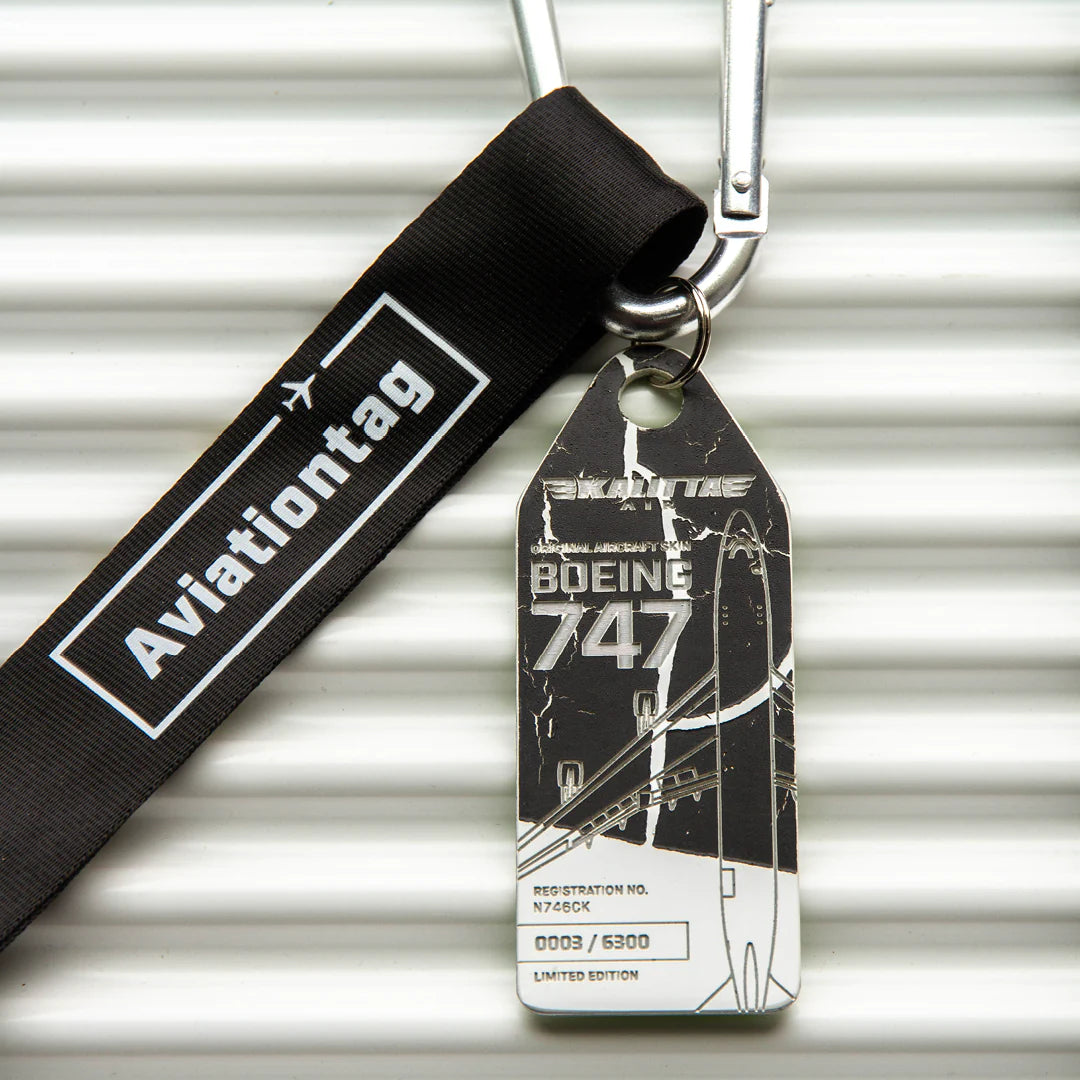 Aviationtag
KALITTA
AIR
ORIGINAL AIRCRAFT SKIN
BOEING
747
REGISTRATION NO.
N746CK
0003 / 6300
LIMITED EDITION